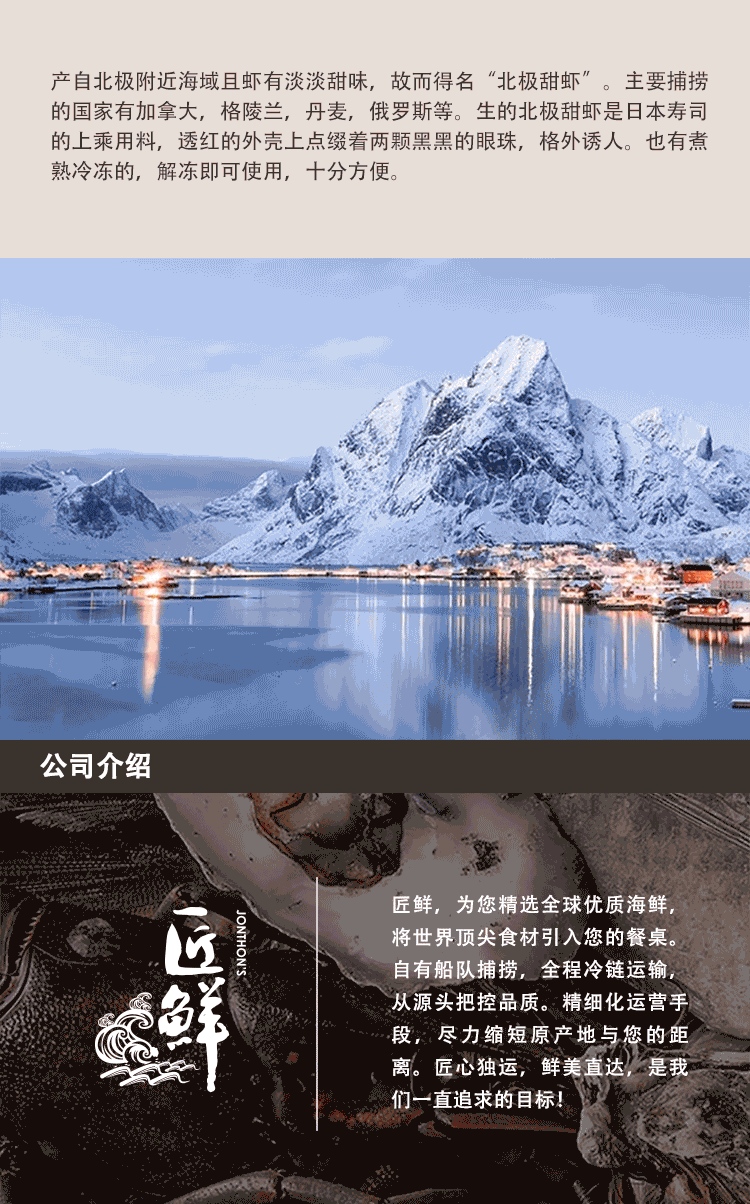 产自北极附近海域且虾有淡淡甜味，故而得名“北极甜虾”。主要捕捞
的国家有加拿大，格陵兰，丹麦，俄罗斯等。生的北极甜虾是日本寿司
的上乘用料，透红的外壳上点缀着两颗黑黑的眼珠，格外诱人。也有煮
熟冷冻的，解冻即可使用，十分方便。
公司介绍
匠鲜
JONTHON'S
匠鲜，为您精选全球优质海鲜，
将世界顶尖食材引入您的餐桌。
自有船队捕捞，全程冷链运输，
从源头把控品质。精细化运营手
段，尽力缩短原产地与您的距
离。匠心独运，鲜美直达，是我
们一直追求的目标！